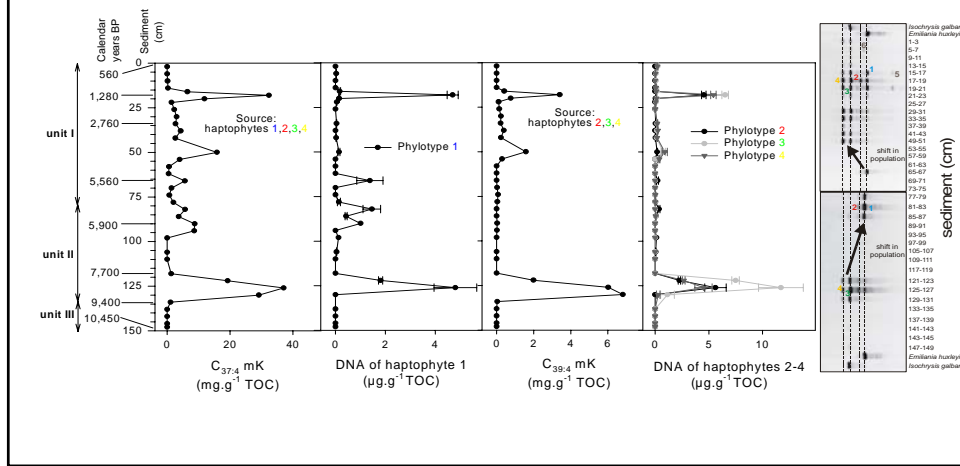 Calendar
years BP
Sediment
(cm)
0
560
1,280
25
2,760
50
5,560
75
5,900
100
7,700
125
9,400
10,450
150
unit I
unit II
unit III
Source:
haptophytes 1,2,3,4
0 20 40
C37:4 mK
(mg.g-1 TOC)
Phylotype 1
0 2 4
DNA of haptophyte 1
(µg.g-1 TOC)
Source:
haptophytes 2,3,4
0 2 4 6
C39:4 mK
(mg.g-1 TOC)
Phylotype 2
Phylotype 3
Phylotype 4
0 5 10
DNA of haptophytes 2-4
(µg.g-1 TOC)
1
2
3
4
5
shift in
population
2 1
4
3
shift in
population
Isochrysis galbana
Emiliania huxleyi
1-3
5-7
9-11
13-15
15-17
17-19
19-21
21-23
25-27
29-31
33-35
37-39
41-43
49-51
53-55
57-59
61-63
65-67
69-71
73-75
77-79
81-83
85-87
89-91
93-95
97-99
105-107
109-111
117-119
121-123
125-127
129-131
133-135
137-139
141-143
145-143
147-149
Emiliania huxleyi
Isochrysis galbana
sediment (cm)